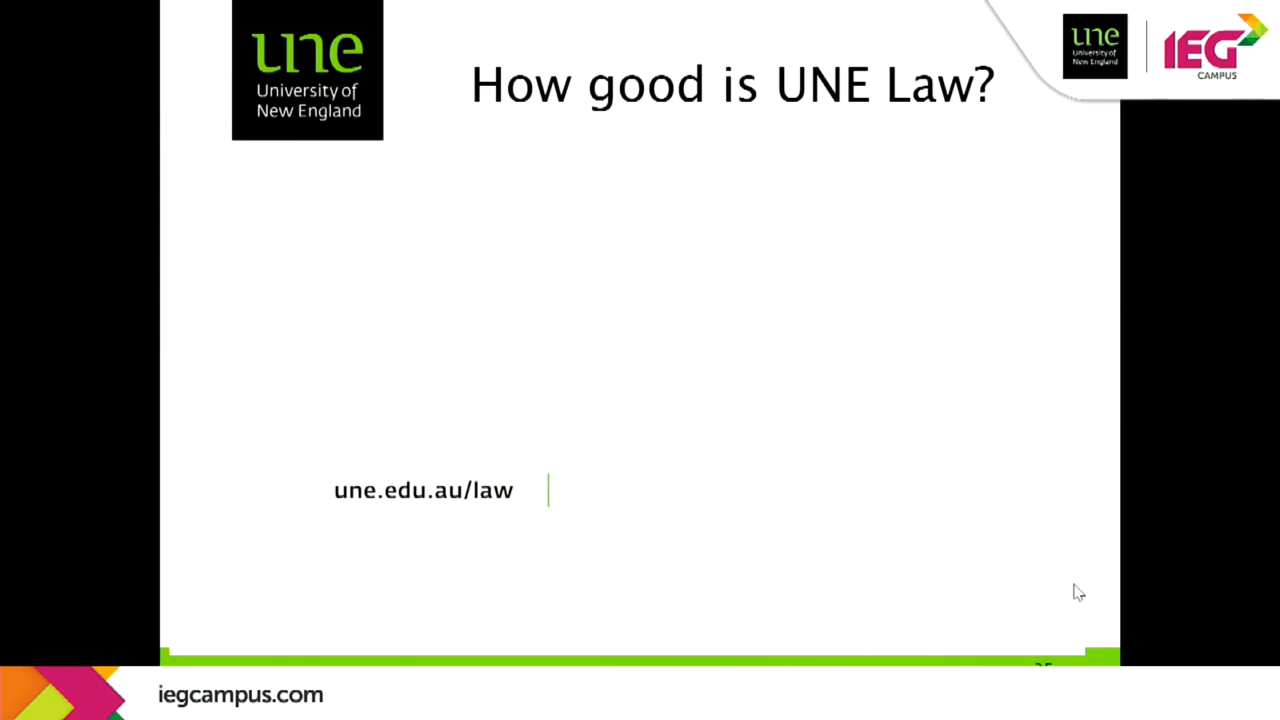 une
University of
New England
How good is UNE Law?
une
University of
New England
IEG
CAMPUS
une.edu.au/law
iegcampus.com